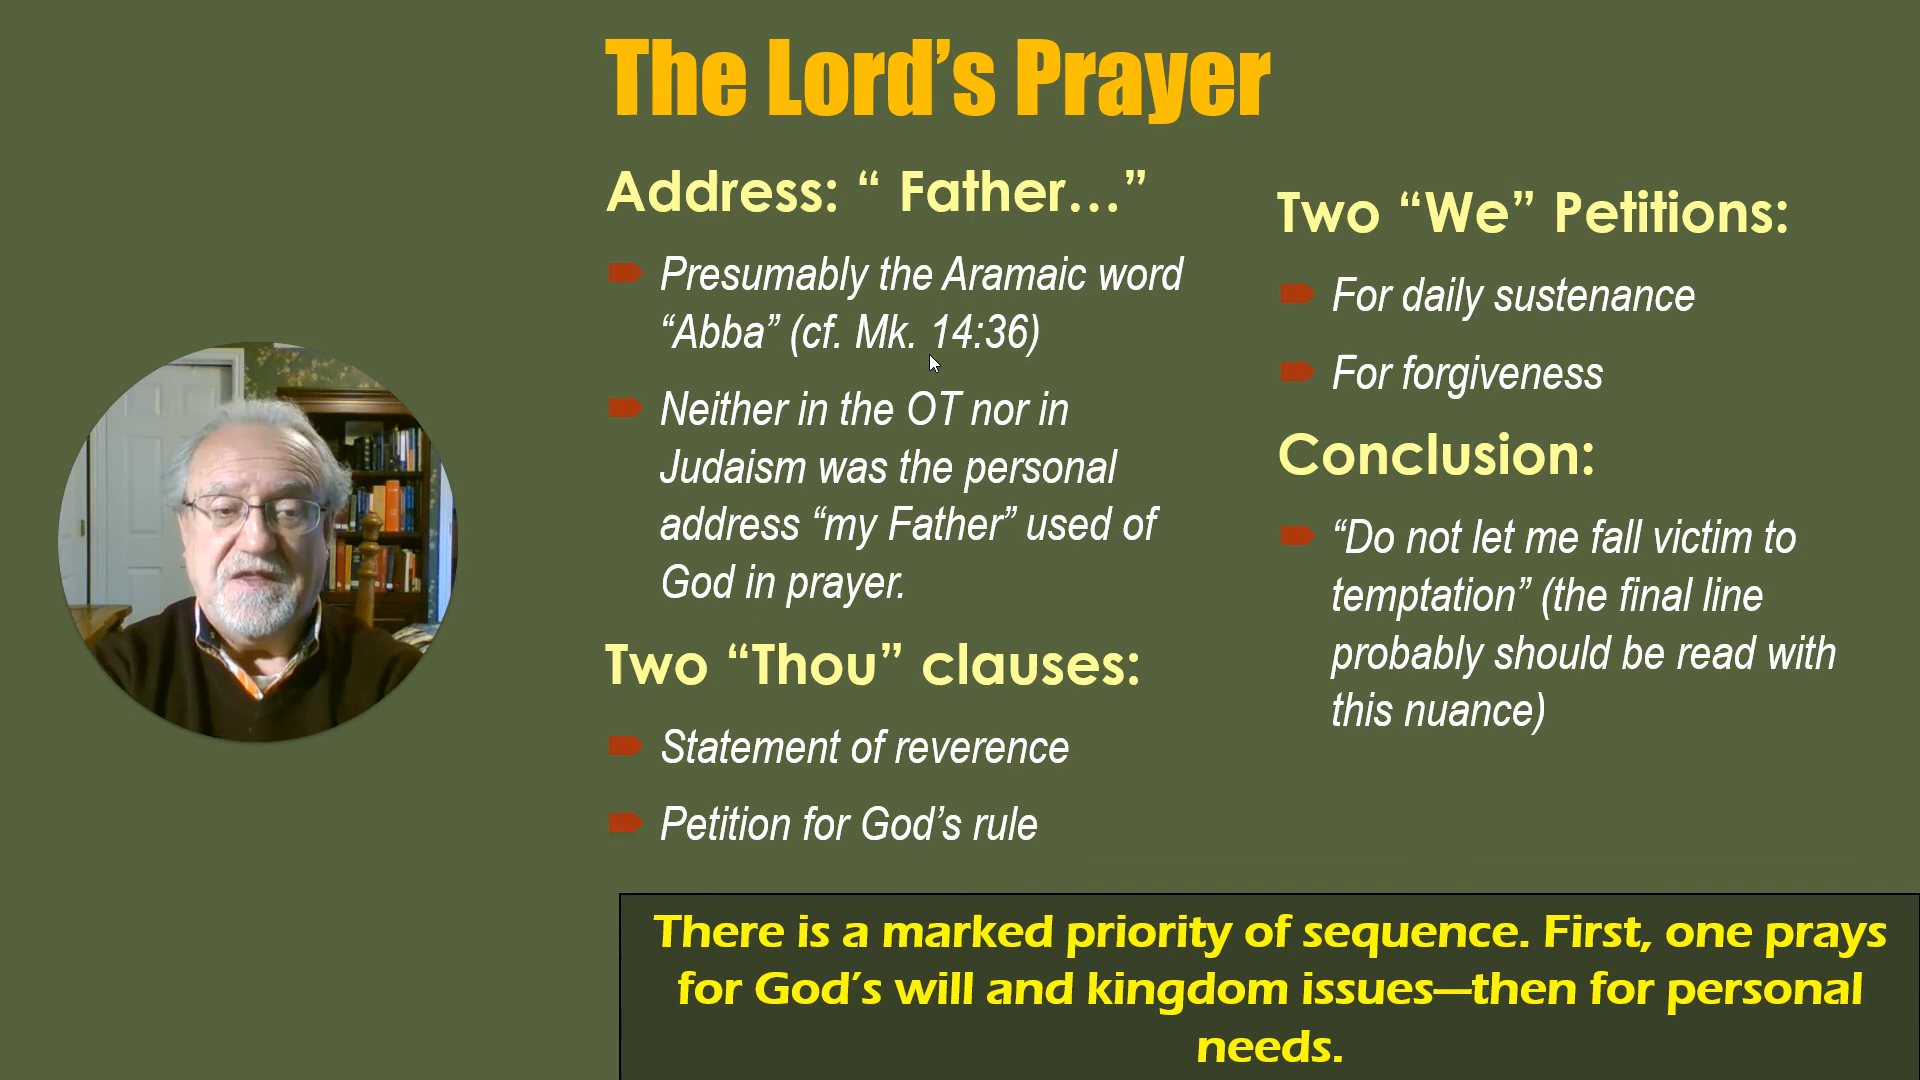 The Lord’s Prayer
Address: “ Father…”
Presumably the Aramaic word
“Abba” (cf. Mk. 14:36)
Neither in the OT nor in
Judaism was the personal
address “my Father” used of
God in prayer.
Two “Thou” clauses:
Statement of reverence
Petition for God’s rule
Two “We” Petitions:
For daily sustenance
For forgiveness
Conclusion:
“Do not let me fall victim to
temptation” (the final line
probably should be read with
this nuance)
There is a marked priority of sequence. First, one prays
for God’s will and kingdom issues—then for personal
needs.